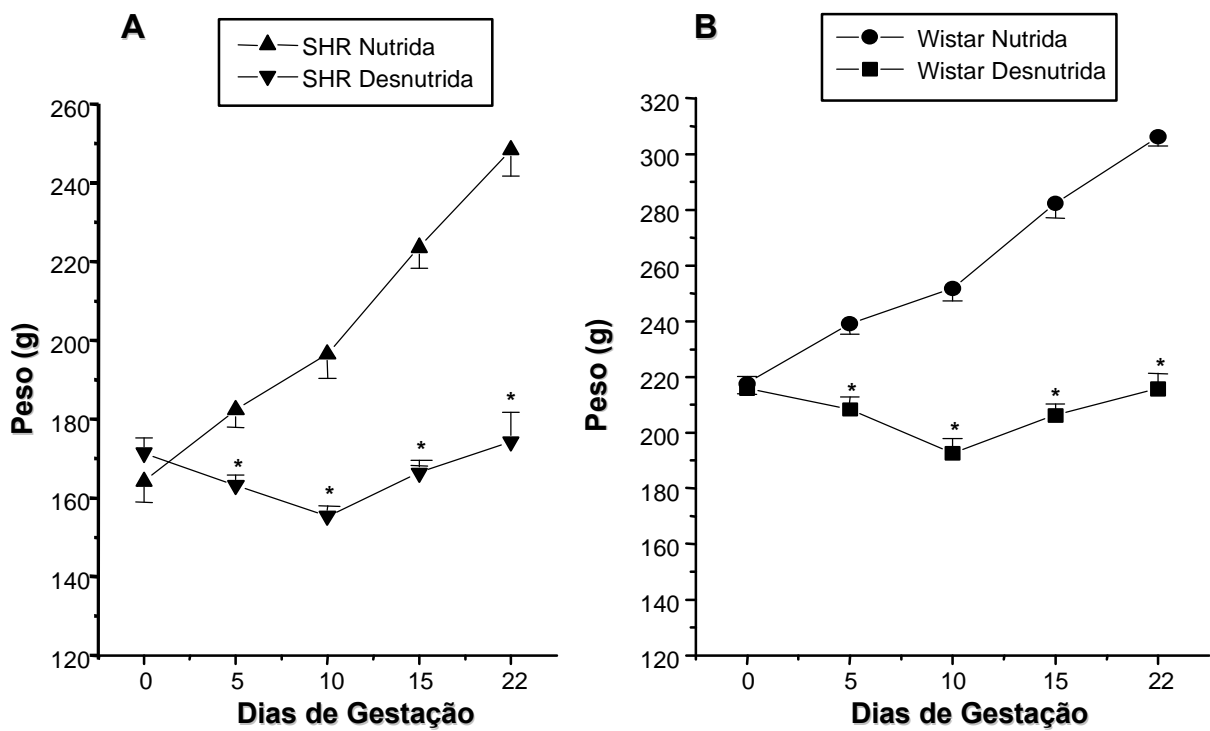 A
SHR Nutrida
SHR Desnutrida
260
240
220
200
180
160
140
120
Peso (g)
*
*
*
*
0 5 10 15 22
Dias de Gestação
B
Wistar Nutrida
Wistar Desnutrida
320
300
280
260
240
220
200
180
160
140
120
Peso (g)
*
*
*
*
0 5 10 15 22
Dias de Gestação